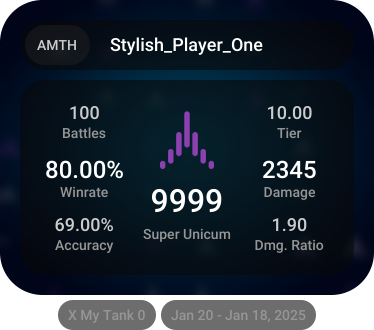 AMTH Stylish_Player_One
100
Battles
10.00
Tier
80.00%
Winrate
9999
Super Unicum
2345
Damage
69.00%
Accuracy
1.90
Dmg. Ratio
X My Tank 0 Jan 20 - Jan 18, 2025